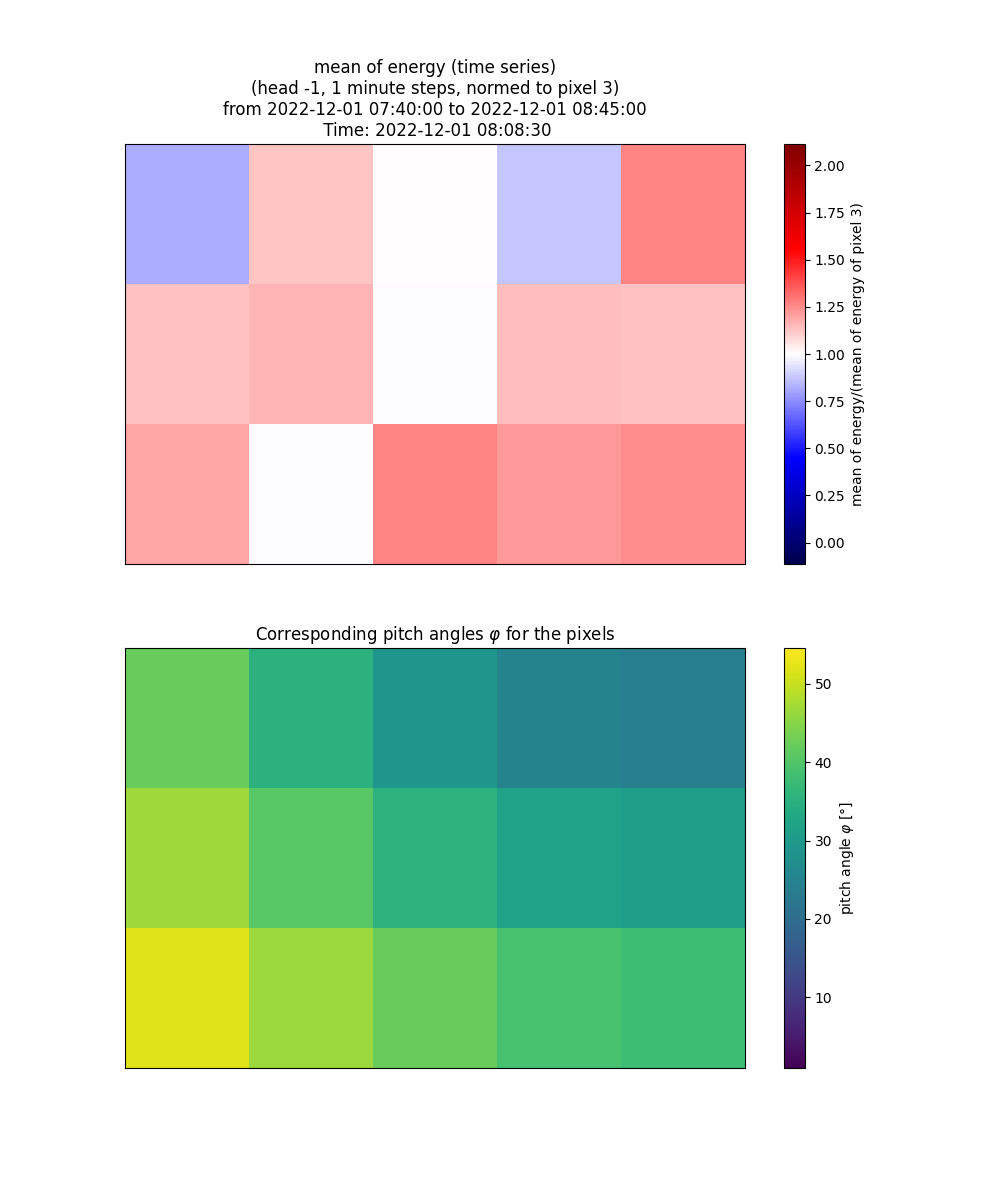 mean of energy (time series)
(head -1, 1 minute steps, normed to pixel 3)
from 2022-12-01 07:40:00 to 2022-12-01 08:45:00
Time: 2022-12-01 08:08:30
2.00
1.75
1.50
1.25
1.00
0.75
0.50
0.25
0.00
mean of energy/(mean of energy of pixel 3)
Corresponding pitch angles φ for the pixels
50
40
30
20
10
pitch angle φ [°]